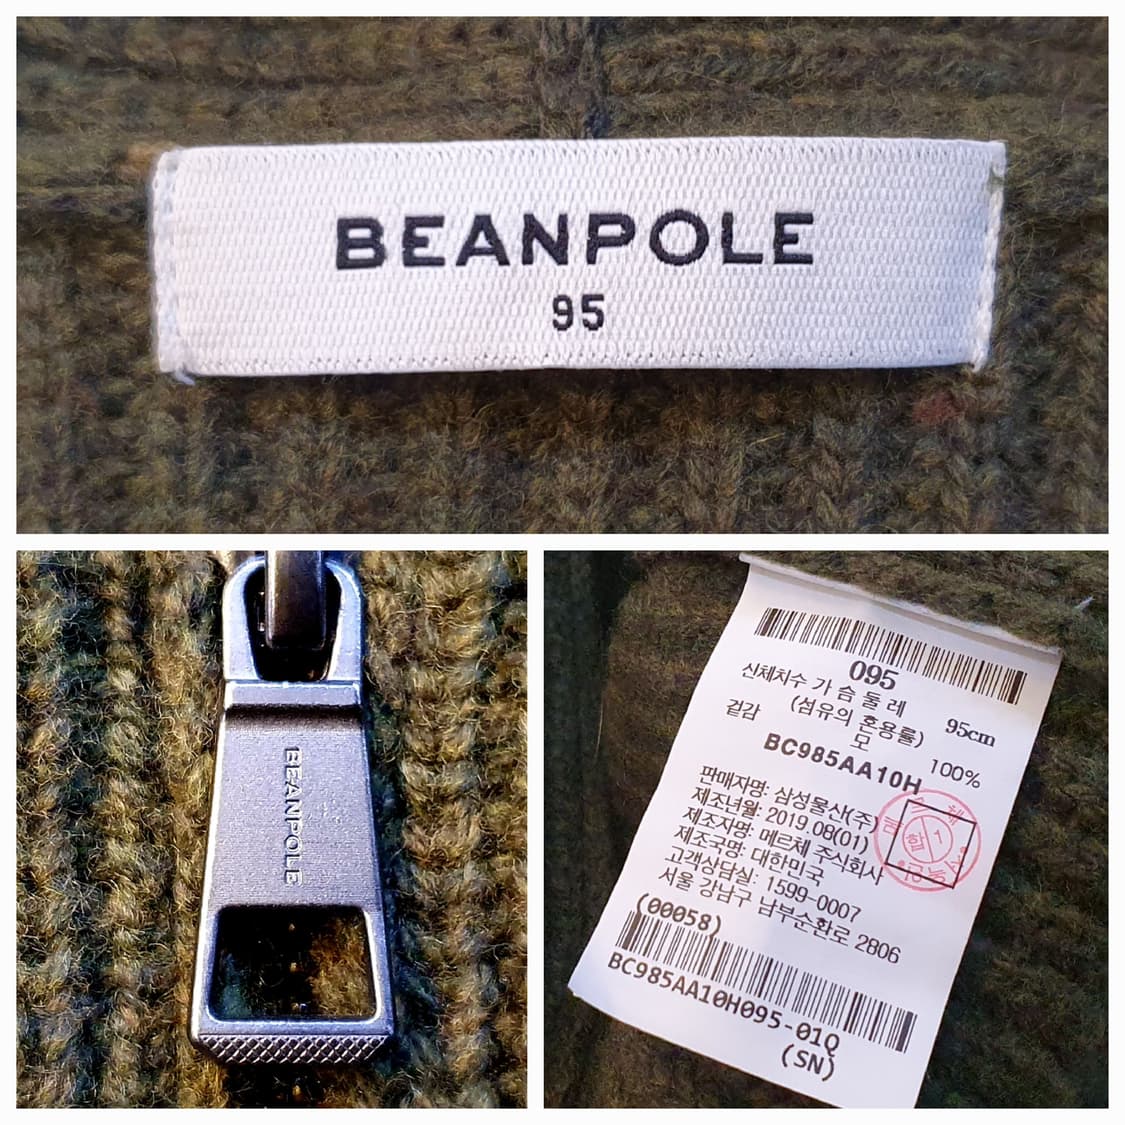 BEANPOLE
95
BEANPOLE
095
신체치수 가슴둘레 95cm
(섬유의 혼용률)
겉감 모 100%
BC985AA10H
판매자명: 삼성물산(주)
제조년월: 2019.08(01)
제조자명: 메르체 주식회사
제조국명: 대한민국
고객상담실: 1599-0007
서울 강남구 남부순환로 2806
(00058)
BC985AA10H095-01Q
(SN)
합 1